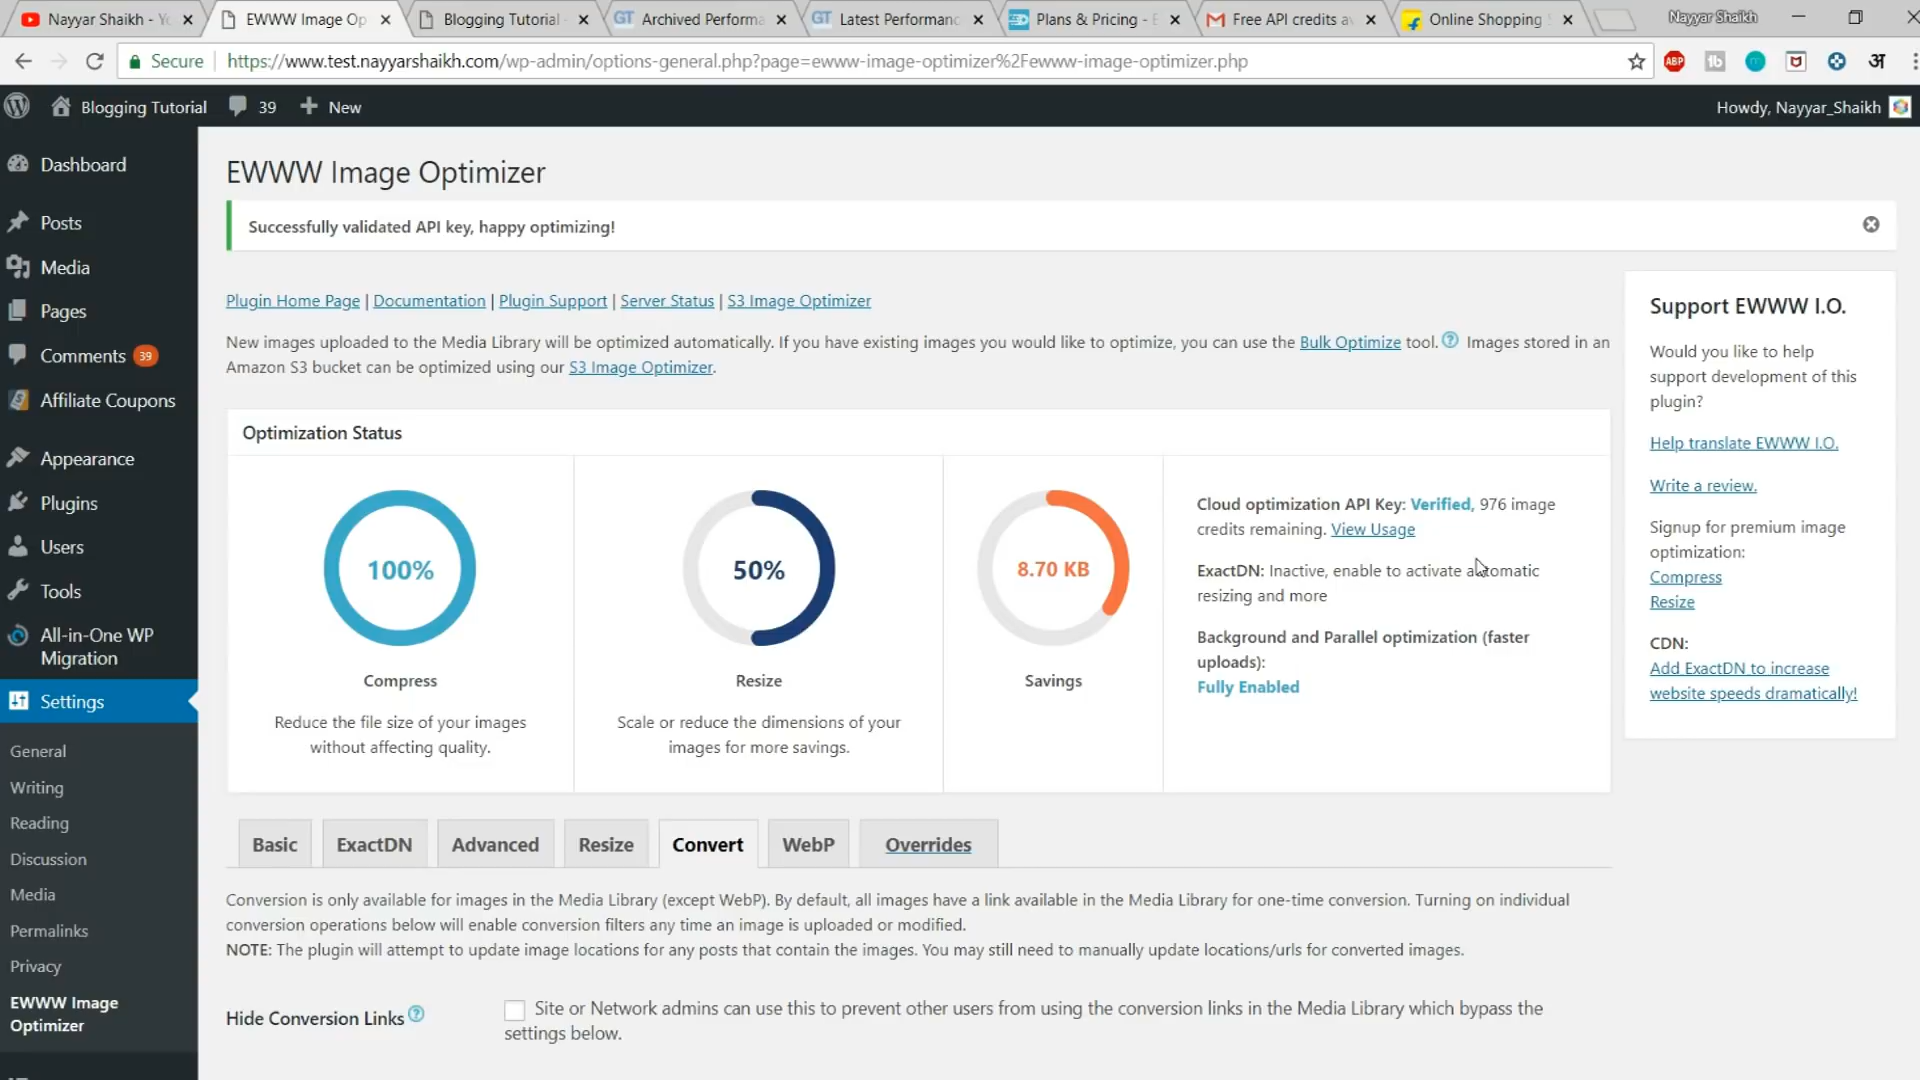 Nayyar Shaikh - Yo
EWWW Image Op
Blogging Tutorial -
GT Archived Performa
GT Latest Performanc
Plans & Pricing - E
Free API credits av
Online Shopping S
Nayyar Shaikh
Secure
https://www.test.nayyarshaikh.com/wp-admin/options-general.php?page=ewww-image-optimizer%2Fewww-image-optimizer.php
ABP
अ
Blogging Tutorial
39
New
Howdy, Nayyar_Shaikh
Dashboard
Posts
Media
Pages
Comments 39
Affiliate Coupons
Appearance
Plugins
Users
Tools
All-in-One WP
Migration
Settings
General
Writing
Reading
Discussion
Media
Permalinks
Privacy
EWWW Image
Optimizer
EWWW Image Optimizer
Successfully validated API key, happy optimizing!
Plugin Home Page | Documentation | Plugin Support | Server Status | S3 Image Optimizer
New images uploaded to the Media Library will be optimized automatically. If you have existing images you would like to optimize, you can use the Bulk Optimize tool. ? Images stored in an
Amazon S3 bucket can be optimized using our S3 Image Optimizer.
Optimization Status
100%
Compress
Reduce the file size of your images
without affecting quality.
50%
Resize
Scale or reduce the dimensions of your
images for more savings.
8.70 KB
Savings
Cloud optimization API Key: Verified, 976 image
credits remaining. View Usage
ExactDN: Inactive, enable to activate automatic
resizing and more
Background and Parallel optimization (faster
uploads):
Fully Enabled
Basic
ExactDN
Advanced
Resize
Convert
WebP
Overrides
Conversion is only available for images in the Media Library (except WebP). By default, all images have a link available in the Media Library for one-time conversion. Turning on individual
conversion operations below will enable conversion filters any time an image is uploaded or modified.
NOTE: The plugin will attempt to update image locations for any posts that contain the images. You may still need to manually update locations/urls for converted images.
Hide Conversion Links ?
Site or Network admins can use this to prevent other users from using the conversion links in the Media Library which bypass the
settings below.
Support EWWW I.O.
Would you like to help
support development of this
plugin?
Help translate EWWW I.O.
Write a review.
Signup for premium image
optimization:
Compress
Resize
CDN:
Add ExactDN to increase
website speeds dramatically!